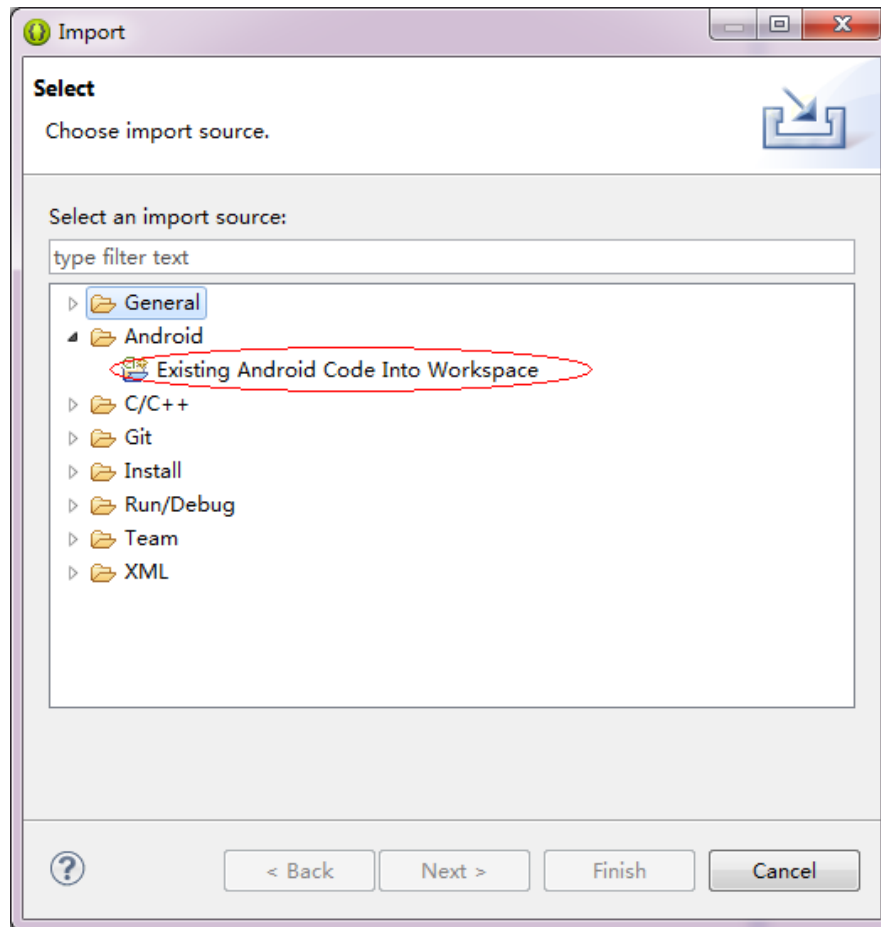 Import
Select
Choose import source.
Select an import source:
type filter text
General
Android
Existing Android Code Into Workspace
C/C++
Git
Install
Run/Debug
Team
XML
?
< Back
Next >
Finish
Cancel